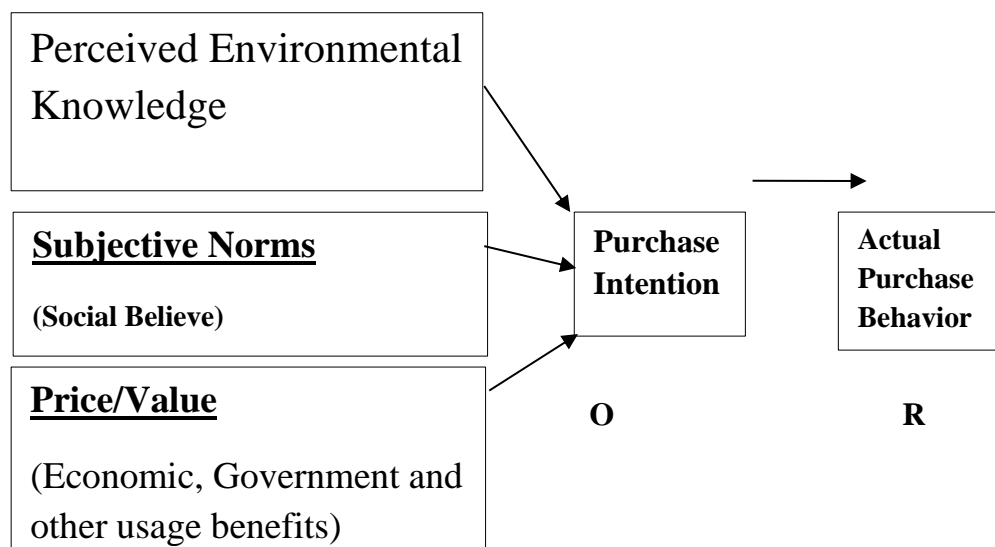 Perceived Environmental
Knowledge
Subjective Norms
(Social Believe)
Price/Value
(Economic, Government and
other usage benefits)
Purchase
Intention
O
Actual
Purchase
Behavior
R